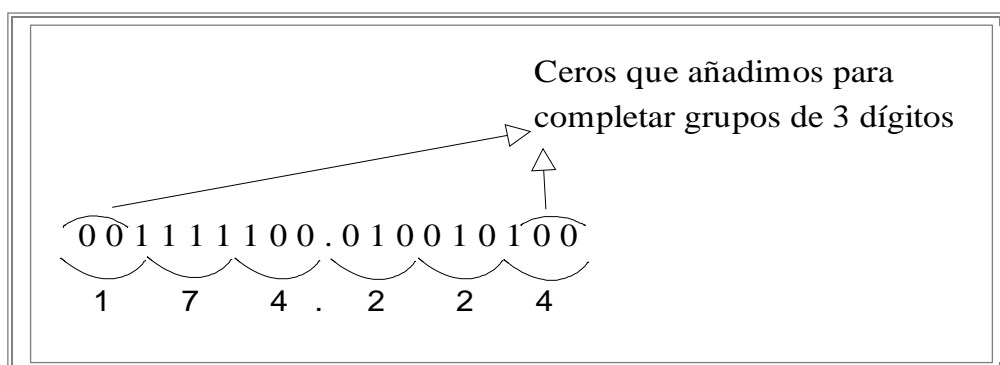 Ceros que añadimos para
completar grupos de 3 dígitos
0 0 1 1 1 1 1 0 0 . 0 1 0 0 1 0 1 0 0
1 7 4 . 2 2 4